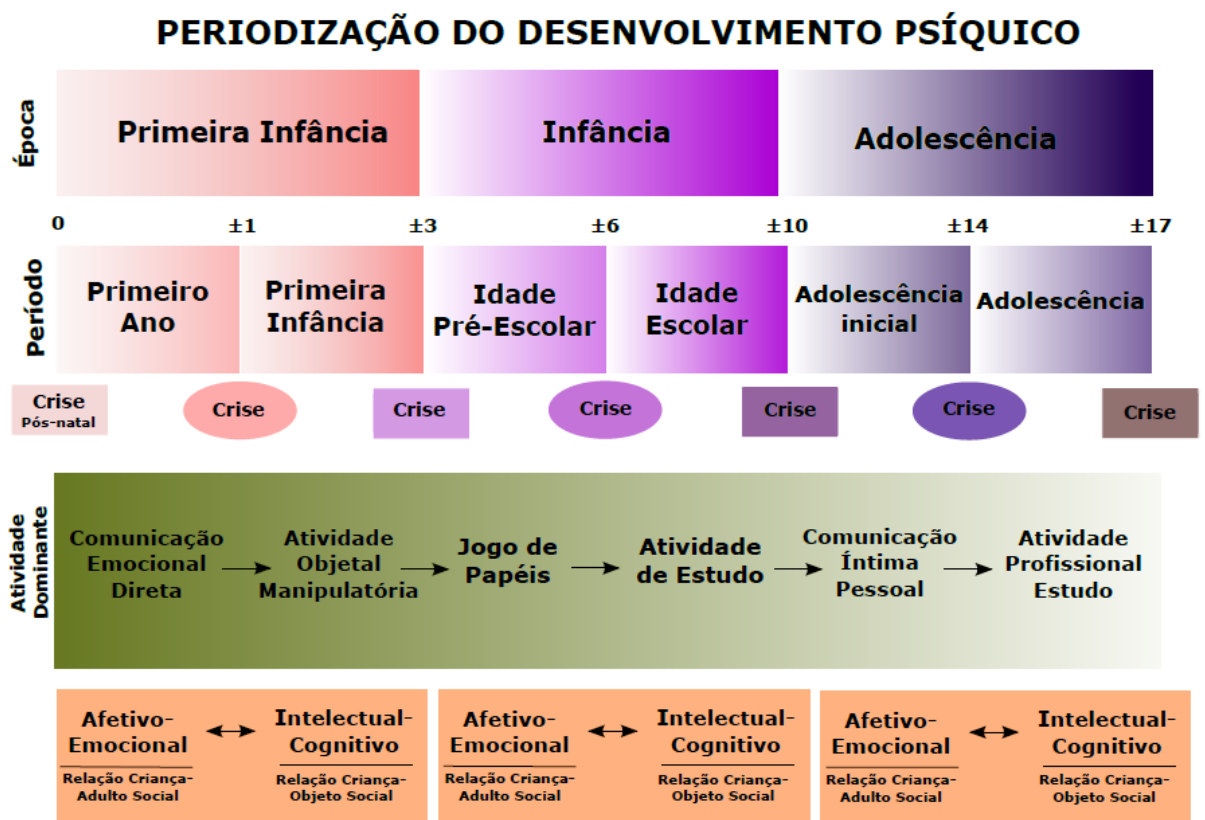 PERIODIZAÇÃO DO DESENVOLVIMENTO PSÍQUICO
Época
Primeira Infância
Infância
Adolescência
0
±1
±3
±6
±10
±14
±17
Período
Primeiro
Ano
Primeira
Infância
Idade
Pré-Escolar
Idade
Escolar
Adolescência
inicial
Adolescência
Crise
Pós-natal
Crise
Crise
Crise
Crise
Crise
Crise
Atividade
Dominante
Comunicação
Emocional
Direta
Atividade
Objetal
Manipulatória
Jogo de
Papéis
Atividade
de Estudo
Comunicação
Íntima
Pessoal
Atividade
Profissional
Estudo
Afetivo-
Emocional
Relação Criança-
Adulto Social
Intelectual-
Cognitivo
Relação Criança-
Objeto Social
Afetivo-
Emocional
Relação Criança-
Adulto Social
Intelectual-
Cognitivo
Relação Criança-
Objeto Social
Afetivo-
Emocional
Relação Criança-
Adulto Social
Intelectual-
Cognitivo
Relação Criança-
Objeto Social